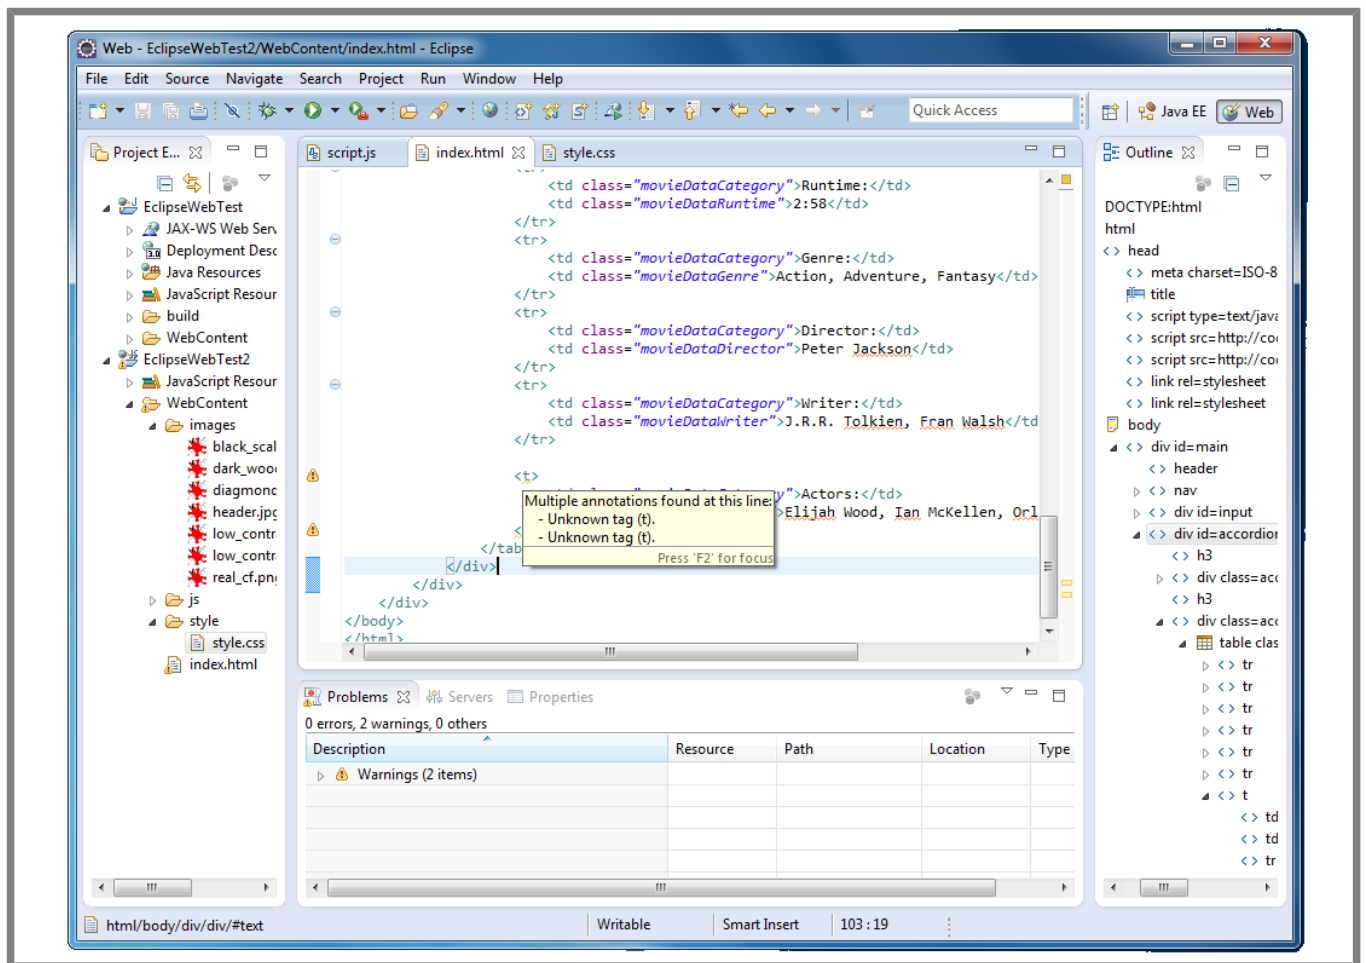 Web - EclipseWebTest2/WebContent/index.html - Eclipse
File Edit Source Navigate Search Project Run Window Help
Quick Access
Java EE
Web
Project E...
EclipseWebTest
JAX-WS Web Serv
Deployment Desc
3.0
Java Resources
JavaScript Resour
build
WebContent
EclipseWebTest2
JavaScript Resour
WebContent
images
black_scal
dark_woo
diagmond
header.jpg
low_contr
low_contr
real_cf.png
js
style
style.css
index.html
script.js
index.html
style.css
<tr>
<td class="movieDataCategory">Runtime:</td>
<td class="movieDataRuntime">2:58</td>
</tr>
<tr>
<td class="movieDataCategory">Genre:</td>
<td class="movieDataGenre">Action, Adventure, Fantasy</td>
</tr>
<tr>
<td class="movieDataCategory">Director:</td>
<td class="movieDataDirector">Peter Jackson</td>
</tr>
<tr>
<td class="movieDataCategory">Writer:</td>
<td class="movieDataWriter">J.R.R. Tolkien, Fran Walsh</td
</tr>
<t>
y">Actors:</td>
>Elijah Wood, Ian McKellen, Orl
<
</tab
</div>
</div>
</div>
</body>
</html>
Multiple annotations found at this line:
- Unknown tag (t).
- Unknown tag (t).
Press 'F2' for focus
Problems
Servers
Properties
0 errors, 2 warnings, 0 others
Description Resource Path Location Type
Warnings (2 items)
Outline
DOCTYPE:html
html
<> head
<> meta charset=ISO-8
title
<> script type=text/java
<> script src=http://co
<> script src=http://co
<> link rel=stylesheet
<> link rel=stylesheet
body
<> div id=main
<> header
<> nav
<> div id=input
<> div id=accordion
<> h3
<> div class=acc
<> h3
<> div class=acc
table clas
<> tr
<> tr
<> tr
<> tr
<> tr
<> tr
<> t
<> td
<> td
<> tr
html/body/div/div/#text
Writable
Smart Insert
103 : 19